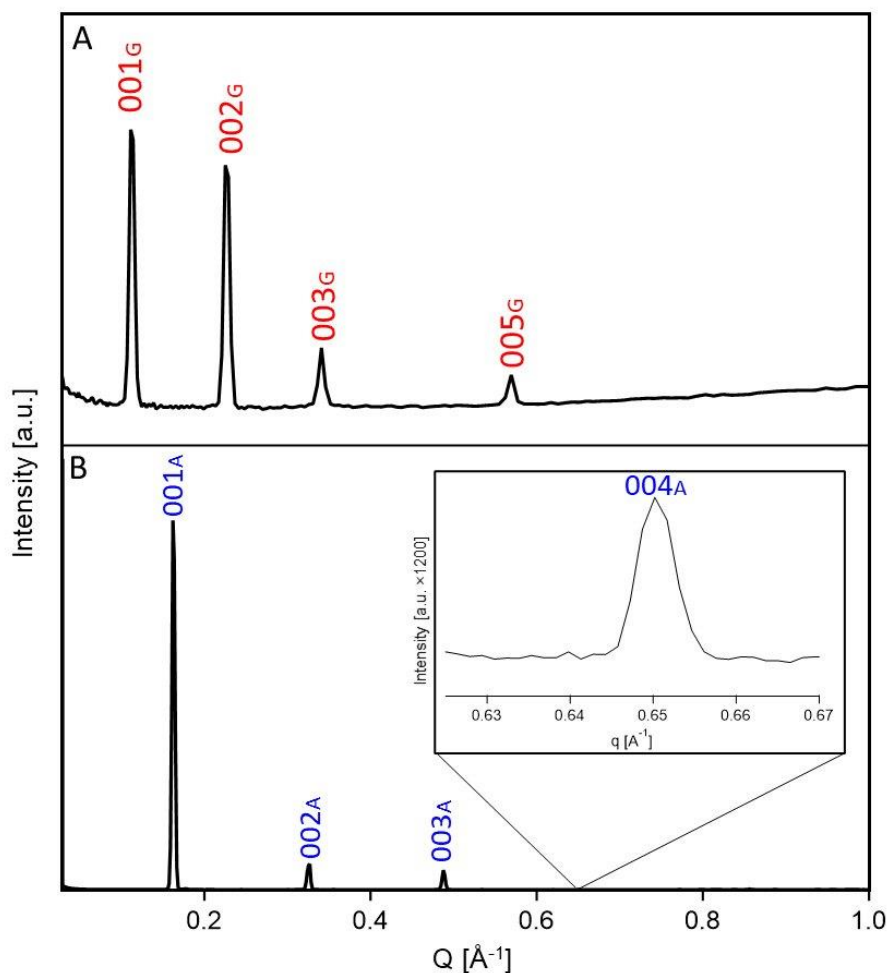 A
001G
002G
003G
005G
Intensity [a.u.]
B
001A
002A
003A
004A
Intensity [a.u. ×1200]
0.63 0.64 0.65 0.66 0.67
q [A⁻¹]
0.2 0.4 0.6 0.8 1.0
Q [Å⁻¹]